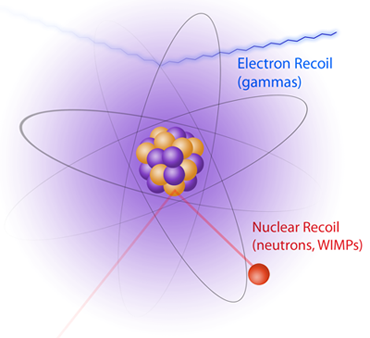 Electron Recoil
(gammas)
Nuclear Recoil
(neutrons, WIMPs)